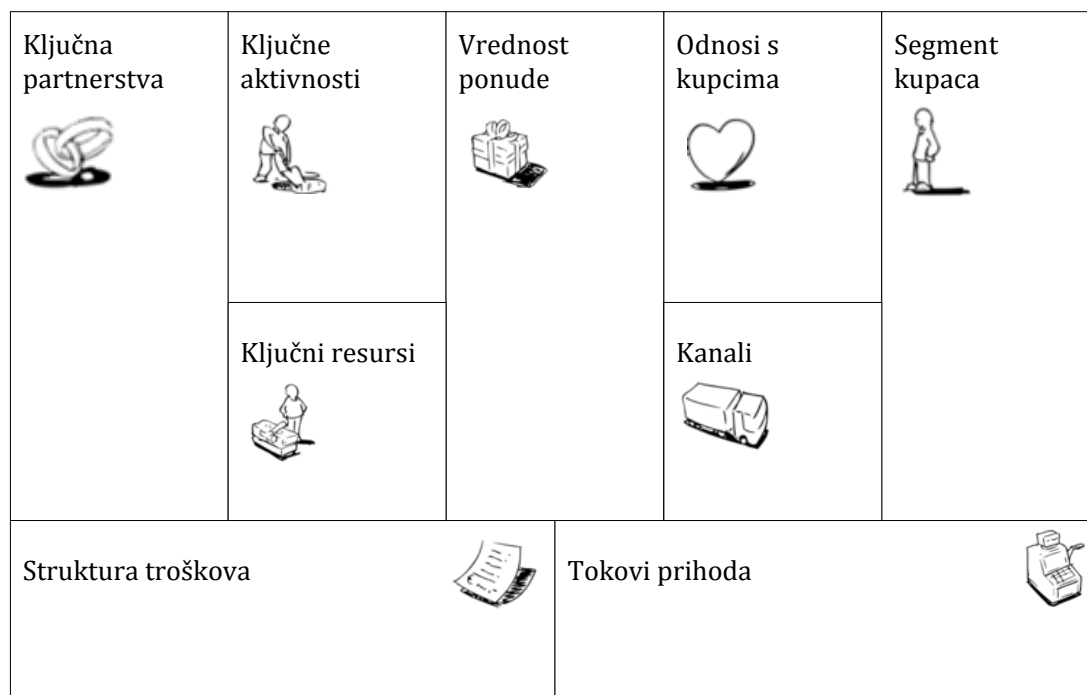 Ključna
partnerstva
Ključne
aktivnosti
Vrednost
ponude
Odnosi s
kupcima
Segment
kupaca
Ključni resursi
Kanali
Struktura troškova
Tokovi prihoda